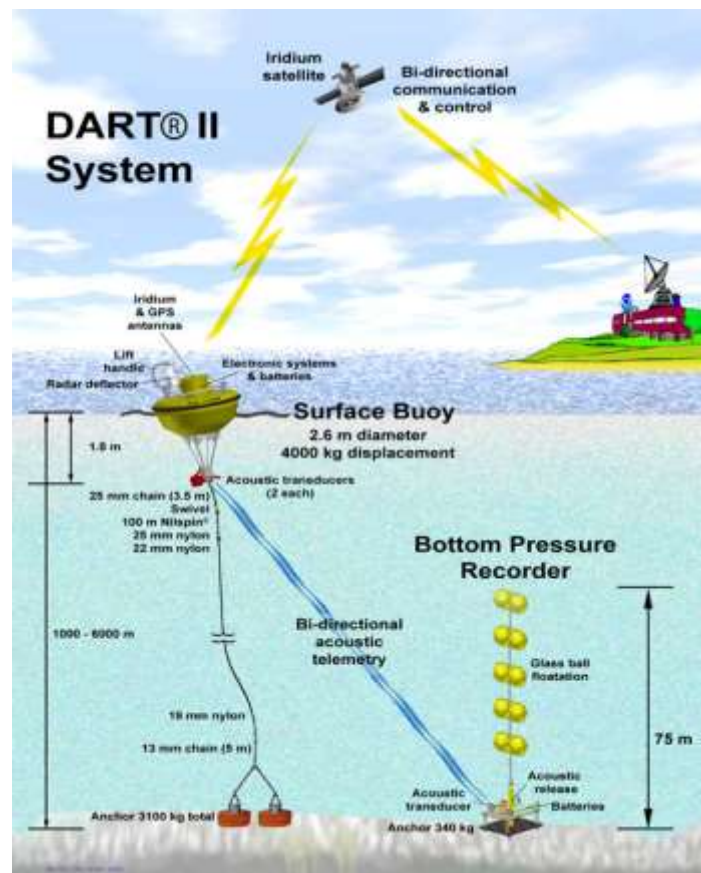 Iridium
satellite
Bi-directional
communication
& control
DART® II
System
Iridium
& GPS
antennas
Lift
handle
Radar deflector
Electronic systems
& batteries
Surface Buoy
2.6 m diameter
4000 kg displacement
1.8 m
Acoustic transducers
(2 each)
25 mm chain (3.5 m)
Swivel
100 m Nilspin®
25 mm nylon
22 mm nylon
Bottom Pressure
Recorder
Bi-directional
acoustic
telemetry
1000 - 6000 m
Glass ball
floatation
75 m
19 mm nylon
13 mm chain (5 m)
Acoustic
release
Acoustic
transducer
Batteries
Anchor 3100 kg total
Anchor 340 kg